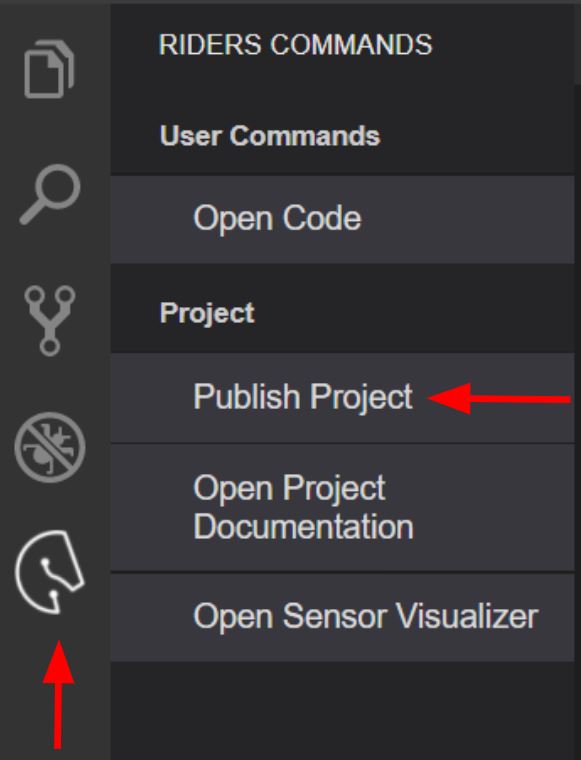 RIDERS COMMANDS
User Commands
Open Code
Project
Publish Project
Open Project
Documentation
Open Sensor Visualizer